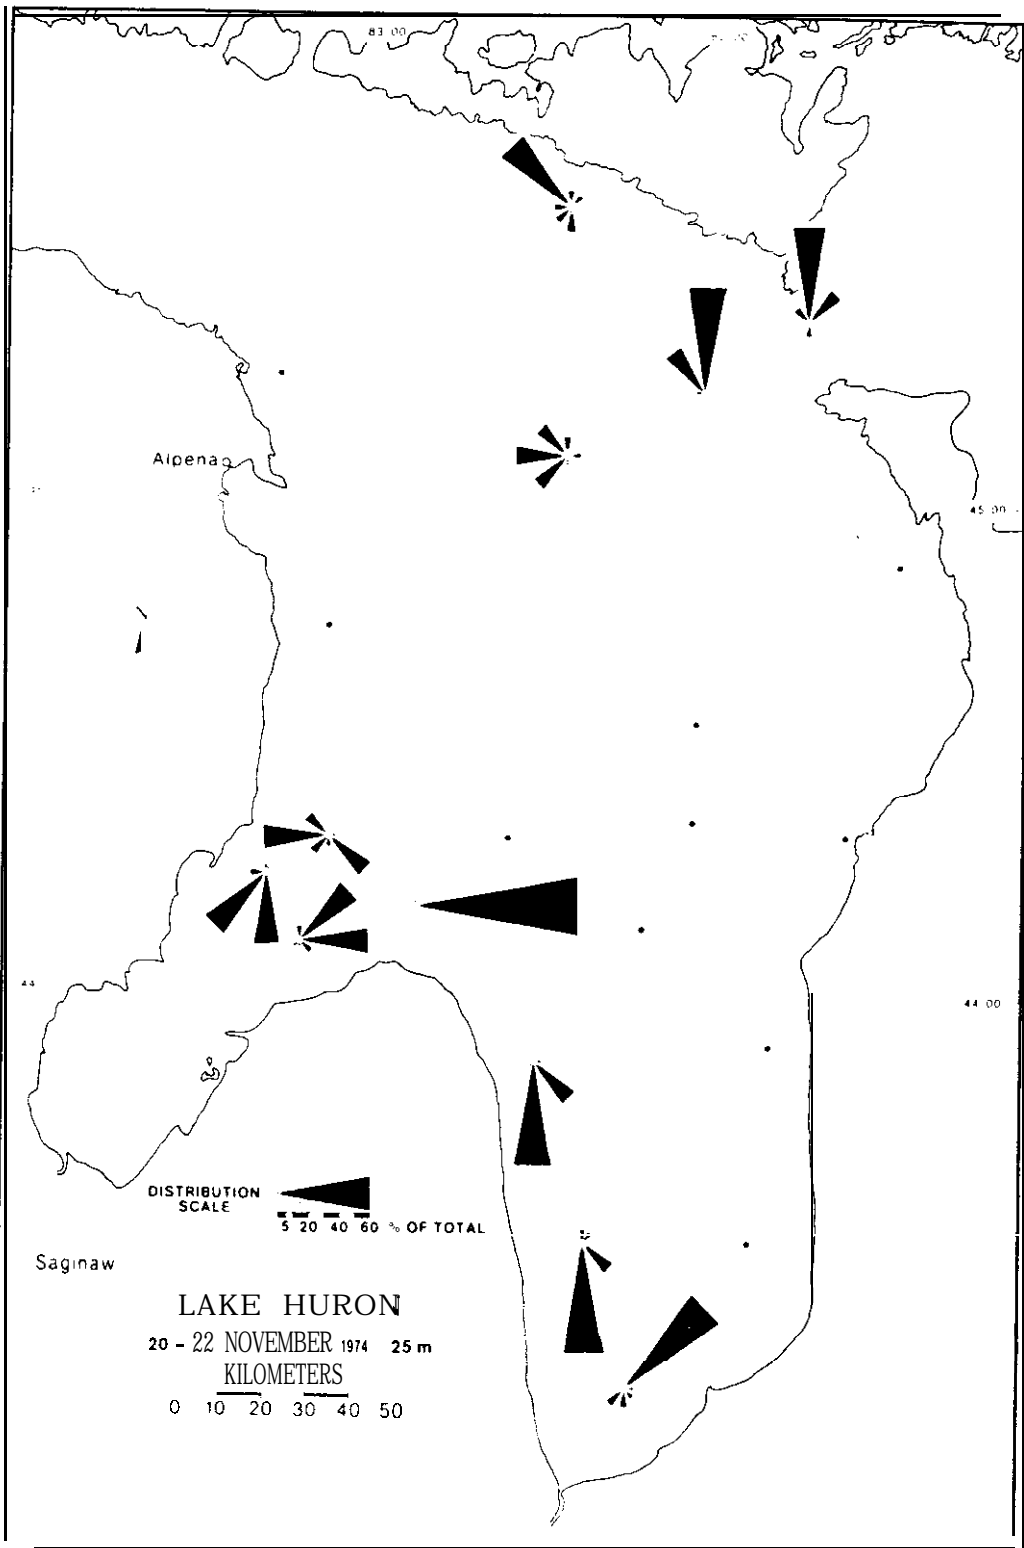 83 00
Alpena
45 00
44
44 00
DISTRIBUTION
SCALE
5 20 40 60 % OF TOTAL
Saginaw
LAKE HURON
20 - 22 NOVEMBER 1974 25 m
KILOMETERS
0 10 20 30 40 50